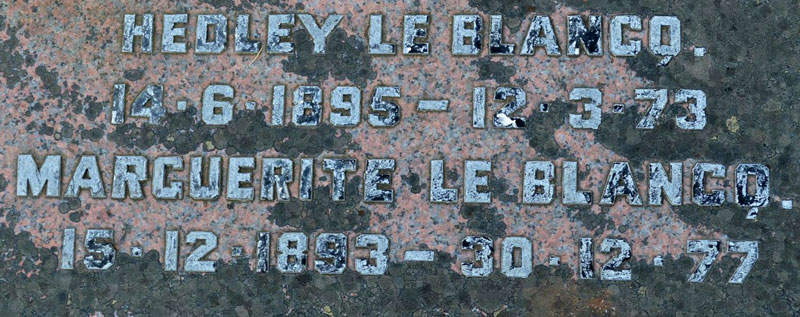 HEDLEY LE BLANCQ.
14·6·1895 – 12·3·73
MARGUERITE LE BLANCQ.
15·12·1893 – 30·12·77